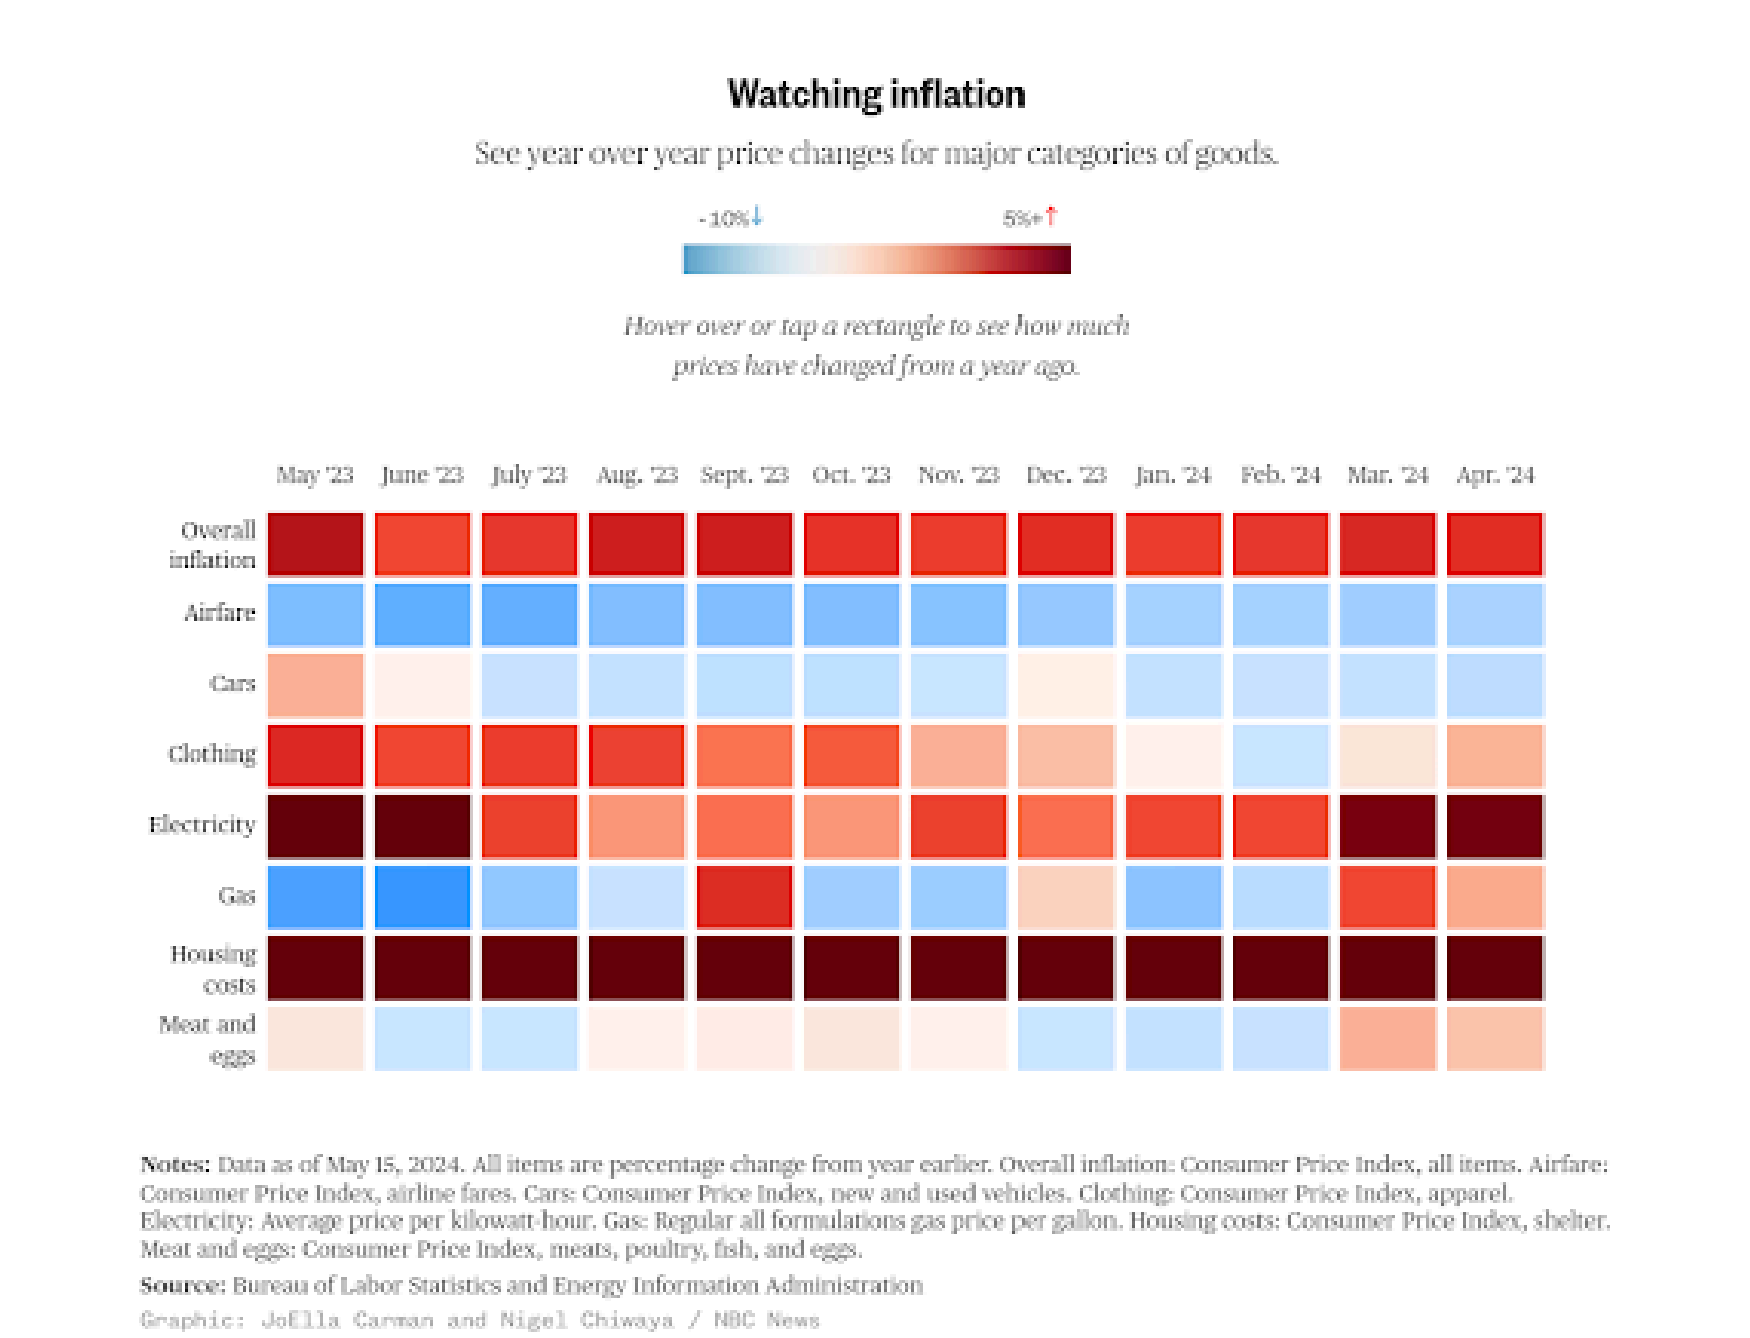 Watching inflation
See year over year price changes for major categories of goods.
-10%↓ 5%+↑
Hover over or tap a rectangle to see how much
prices have changed from a year ago.
May '23 June '23 July '23 Aug. '23 Sept. '23 Oct. '23 Nov. '23 Dec. '23 Jan. '24 Feb. '24 Mar. '24 Apr. '24
Overall
inflation
Airfare
Cars
Clothing
Electricity
Gas
Housing
costs
Meat and
eggs
Notes: Data as of May 15, 2024. All items are percentage change from year earlier. Overall inflation: Consumer Price Index, all items. Airfare:
Consumer Price Index, airline fares. Cars: Consumer Price Index, new and used vehicles. Clothing: Consumer Price Index, apparel.
Electricity: Average price per kilowatt-hour. Gas: Regular all formulations gas price per gallon. Housing costs: Consumer Price Index, shelter.
Meat and eggs: Consumer Price Index, meats, poultry, fish, and eggs.
Source: Bureau of Labor Statistics and Energy Information Administration
Graphic: JoElla Carman and Nigel Chiwaya / NBC News